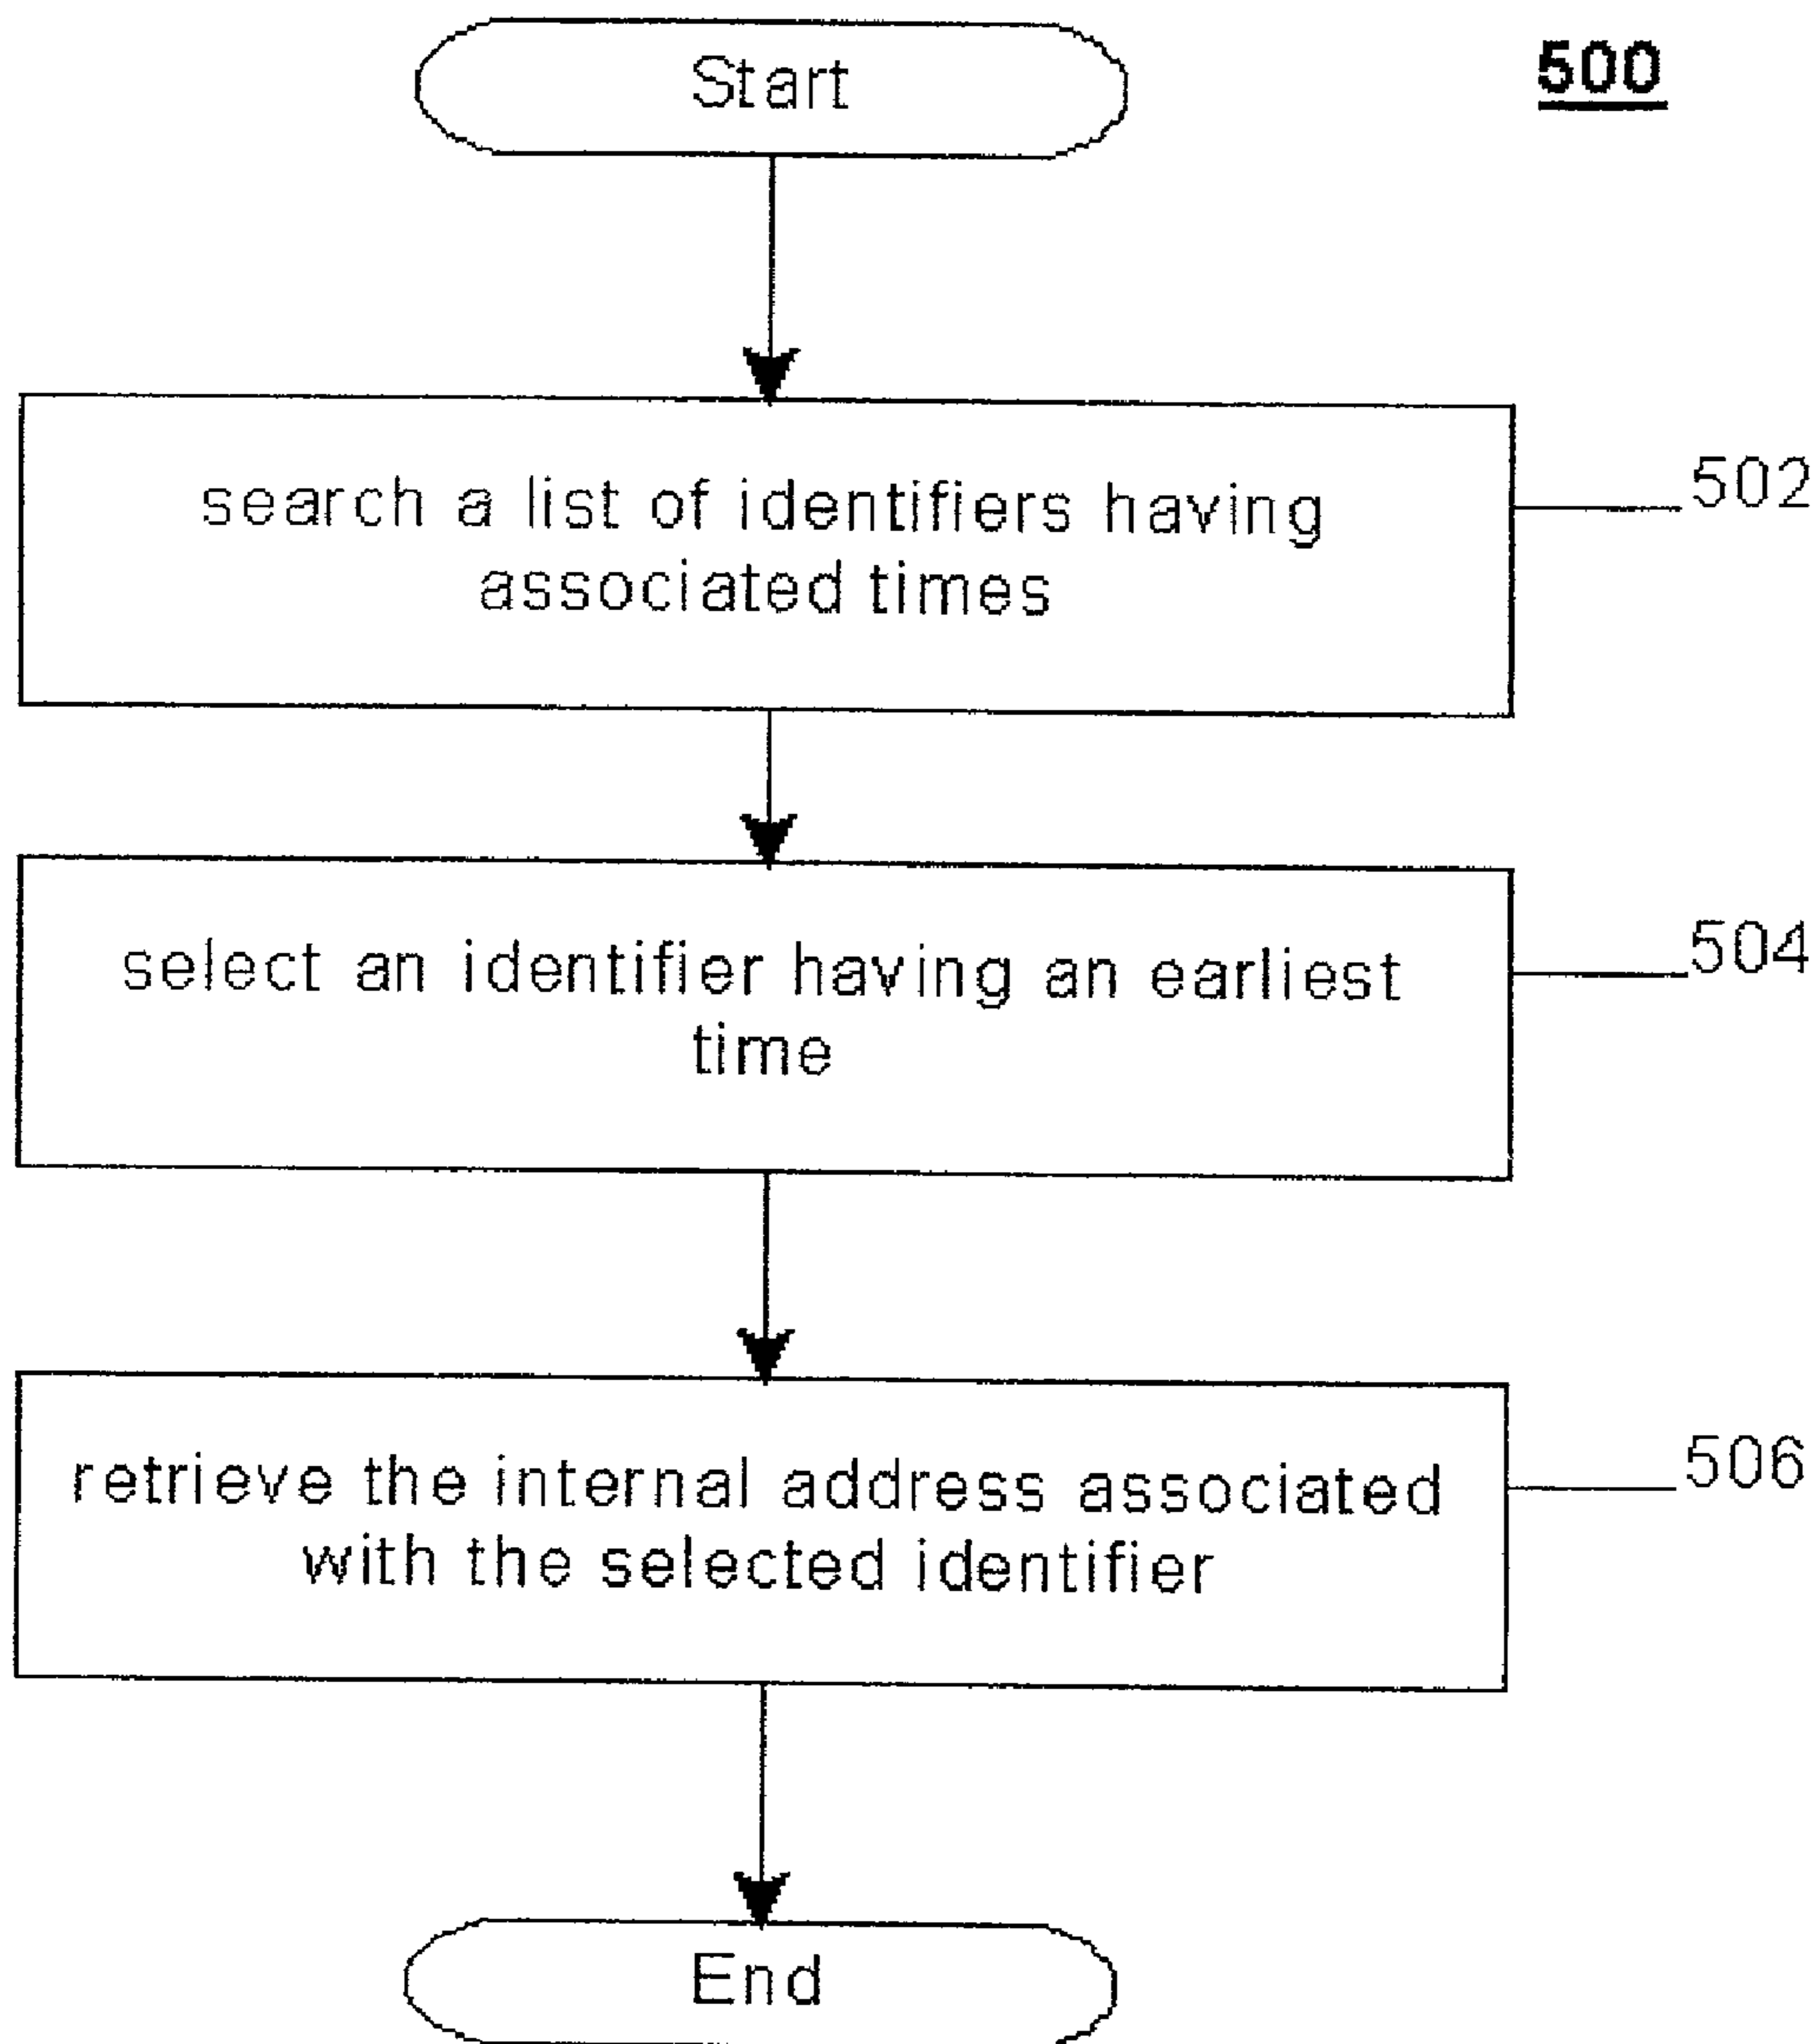 Start
500
search a list of identifiers having
associated times
502
select an identifier having an earliest
time
504
retrieve the internal address associated
with the selected identifier
506
End